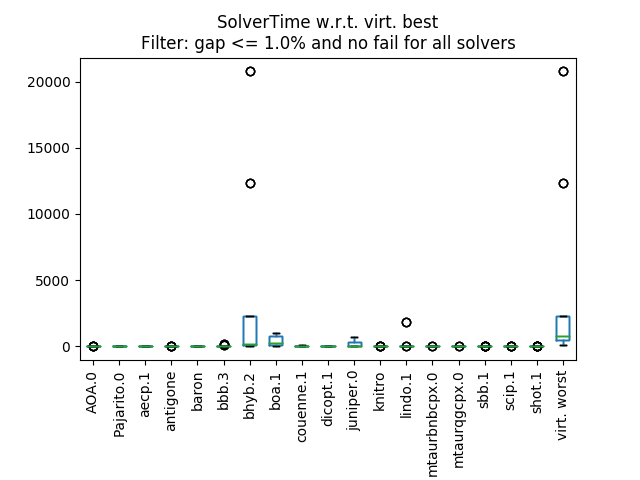 SolverTime w.r.t. virt. best
Filter: gap <= 1.0% and no fail for all solvers
20000
15000
10000
5000
0
AOA.0
Pajarito.0
aecp.1
antigone
baron
bbb.3
bhyb.2
boa.1
couenne.1
dicopt.1
juniper.0
knitro
lindo.1
mtaurbnbcpx.0
mtaurqgcpx.0
sbb.1
scip.1
shot.1
virt. worst